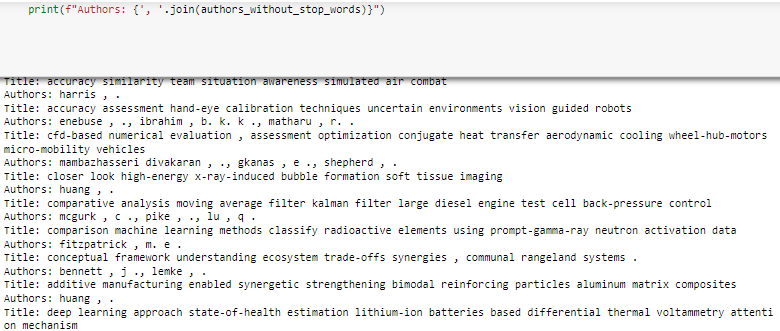 print(f"Authors: {', '.join(authors_without_stop_words)}")
Title: accuracy similarity team situation awareness simulated air combat
Authors: harris , .
Title: accuracy assessment hand-eye calibration techniques uncertain environments vision guided robots
Authors: enebuse , ., ibrahim , b. k. k ., matharu , r. .
Title: cfd-based numerical evaluation , assessment optimization conjugate heat transfer aerodynamic cooling wheel-hub-motors
micro-mobility vehicles
Authors: mambazhasseri divakaran , ., gkanas , e ., shepherd , .
Title: closer look high-energy x-ray-induced bubble formation soft tissue imaging
Authors: huang , .
Title: comparative analysis moving average filter kalman filter large diesel engine test cell back-pressure control
Authors: mcgurk , c ., pike , ., lu , q .
Title: comparison machine learning methods classify radioactive elements using prompt-gamma-ray neutron activation data
Authors: fitzpatrick , m. e .
Title: conceptual framework understanding ecosystem trade-offs synergies , communal rangeland systems .
Authors: bennett , j ., lemke , .
Title: additive manufacturing enabled synergetic strengthening bimodal reinforcing particles aluminum matrix composites
Authors: huang , .
Title: deep learning approach state-of-health estimation lithium-ion batteries based differential thermal voltammetry attenti
on mechanism